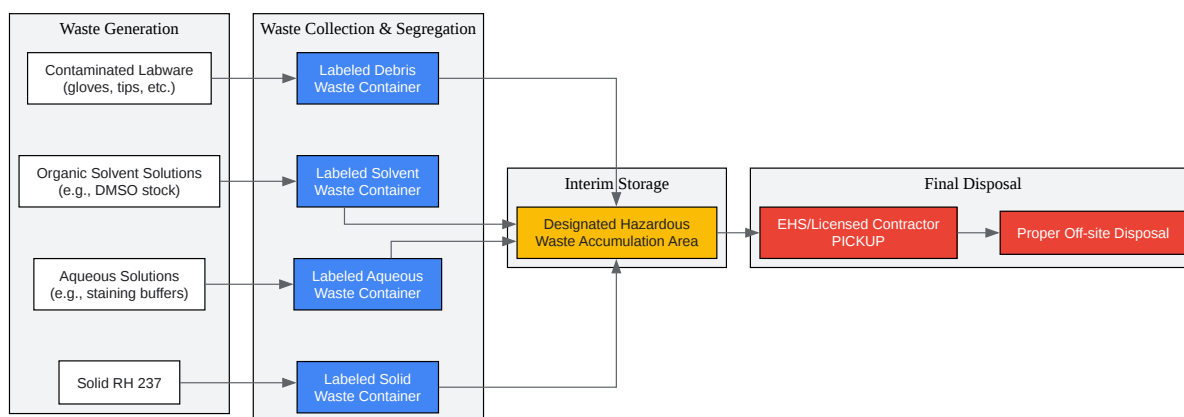 Waste Generation
Contaminated Labware
(gloves, tips, etc.)
Organic Solvent Solutions
(e.g., DMSO stock)
Aqueous Solutions
(e.g., staining buffers)
Solid RH 237
Waste Collection & Segregation
Labeled Debris
Waste Container
Labeled Solvent
Waste Container
Labeled Aqueous
Waste Container
Labeled Solid
Waste Container
Interim Storage
Designated Hazardous
Waste Accumulation Area
Final Disposal
EHS/Licensed Contractor
PICKUP
Proper Off-site Disposal